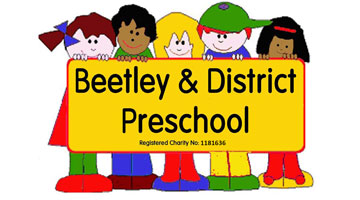 Beetley & District
Preschool
Registered Charity No: 1181636